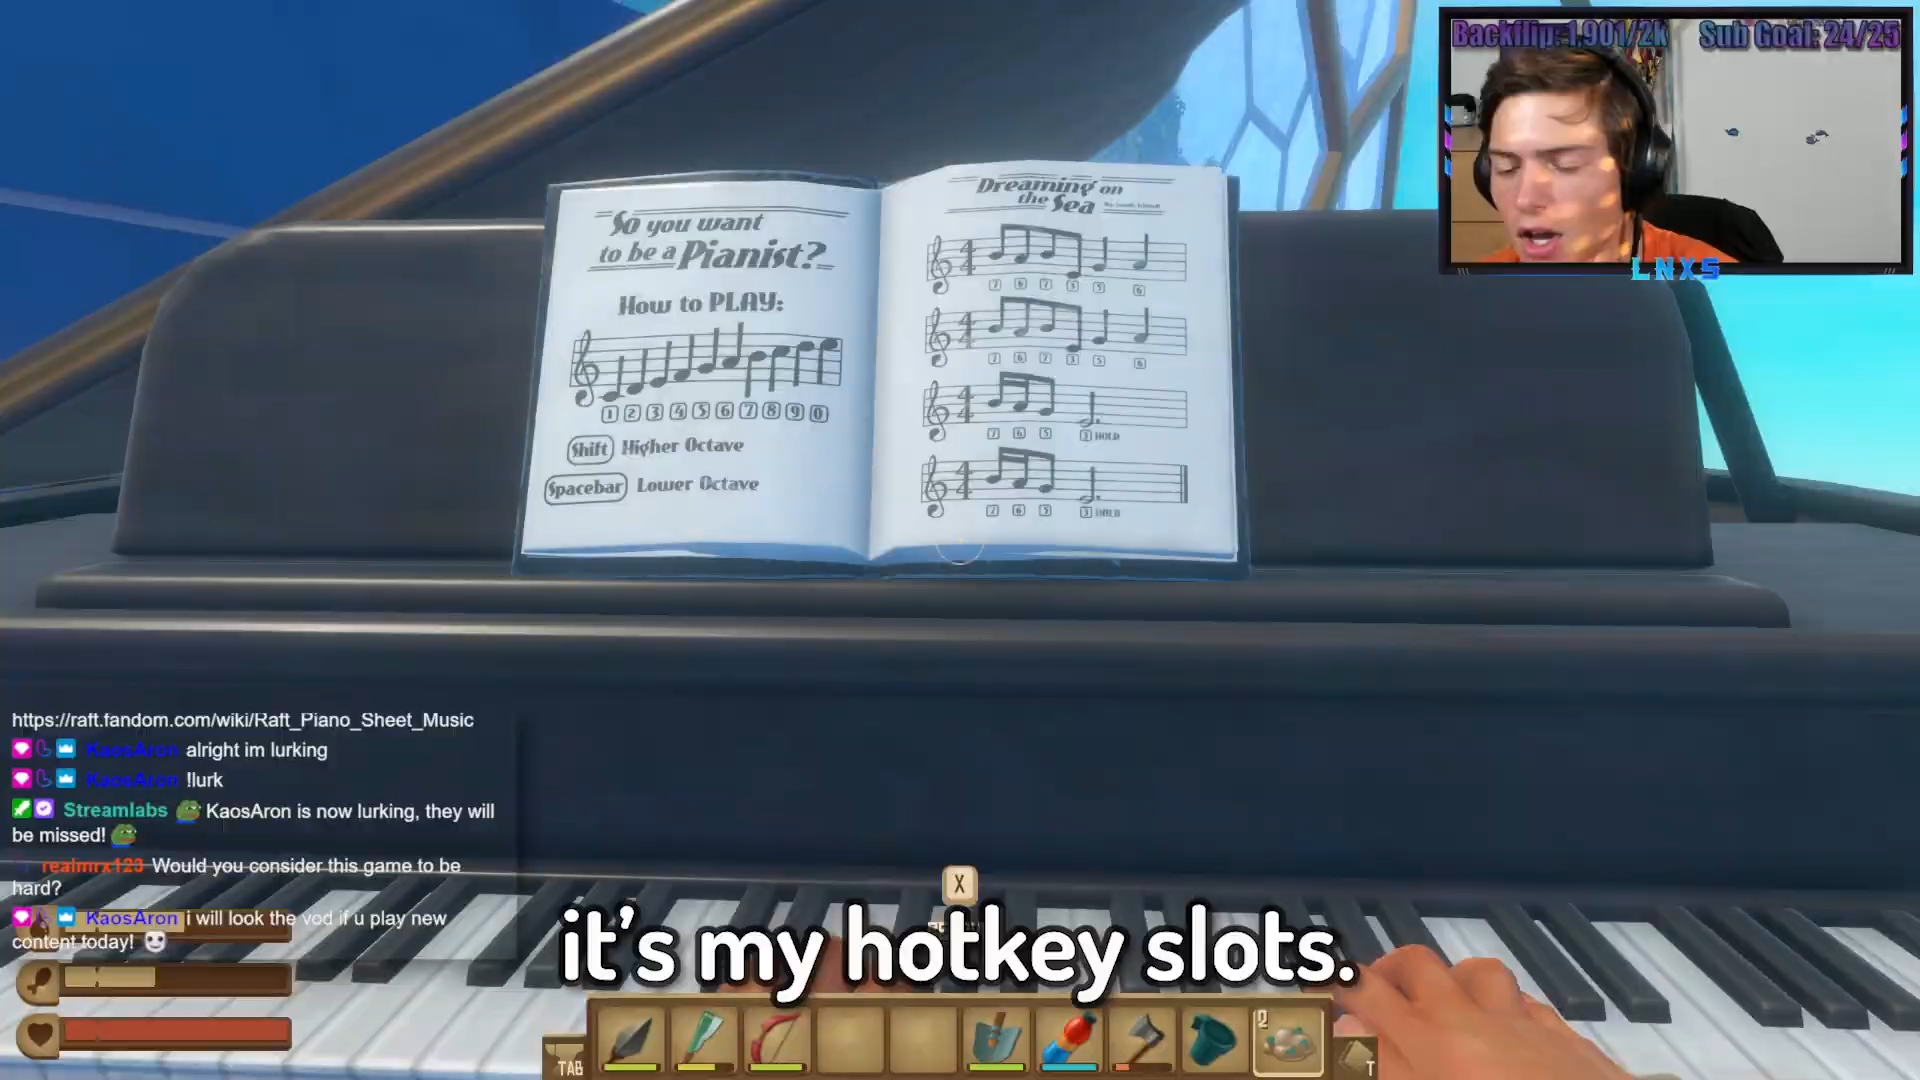 Backflip: 1,901/2k Sub Goal: 24/25
LNXS
So you want
to be a Pianist?
How to PLAY:
1 2 3 4 5 6 7 8 9 0
Shift Higher Octave
Spacebar Lower Octave
Dreaming on
the Sea
7 6 7 3 5 6
7 6 7 3 5 6
7 6 5 HOLD
7 6 5 3 HOLD
https://raft.fandom.com/wiki/Raft_Piano_Sheet_Music
KaosAron alright im lurking
KaosAron !lurk
Streamlabs KaosAron is now lurking, they will
be missed!
realmrx123 Would you consider this game to be
hard?
KaosAron i will look the vod if u play new
content today!
X
it's my hotkey slots.
TAB
2
T